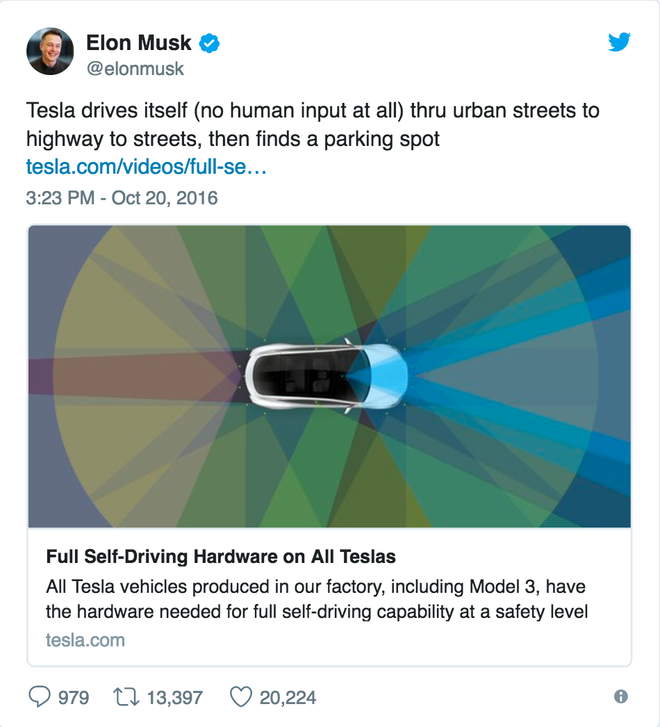 Elon Musk
@elonmusk
Tesla drives itself (no human input at all) thru urban streets to
highway to streets, then finds a parking spot
tesla.com/videos/full-se…
3:23 PM - Oct 20, 2016
Full Self-Driving Hardware on All Teslas
All Tesla vehicles produced in our factory, including Model 3, have
the hardware needed for full self-driving capability at a safety level
tesla.com
979 13,397 20,224